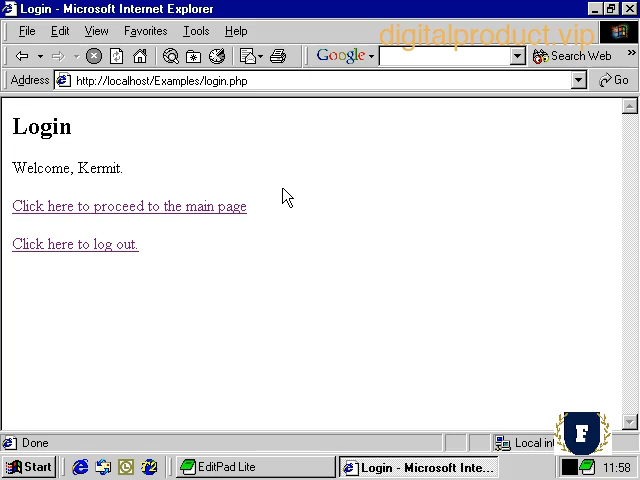 Login - Microsoft Internet Explorer
File Edit View Favorites Tools Help
digitalproduct.vip
Google Search Web
Address http://localhost/Examples/login.php Go
Login
Welcome, Kermit.
Click here to proceed to the main page
Click here to log out.
Done
Local int
F
Start EditPad Lite Login - Microsoft Inte... 11:58